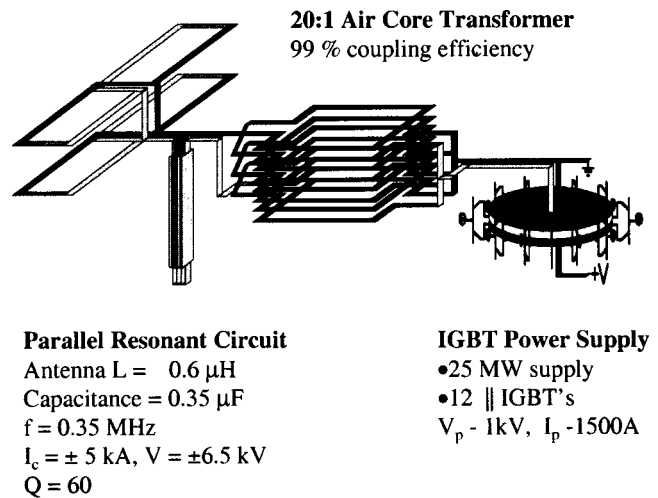 20:1 Air Core Transformer
99 % coupling efficiency
+V
Parallel Resonant Circuit
Antenna L = 0.6 μH
Capacitance = 0.35 μF
f = 0.35 MHz
I_c = ± 5 kA, V = ±6.5 kV
Q = 60
IGBT Power Supply
•25 MW supply
•12 || IGBT's
V_p - 1kV, I_p -1500A